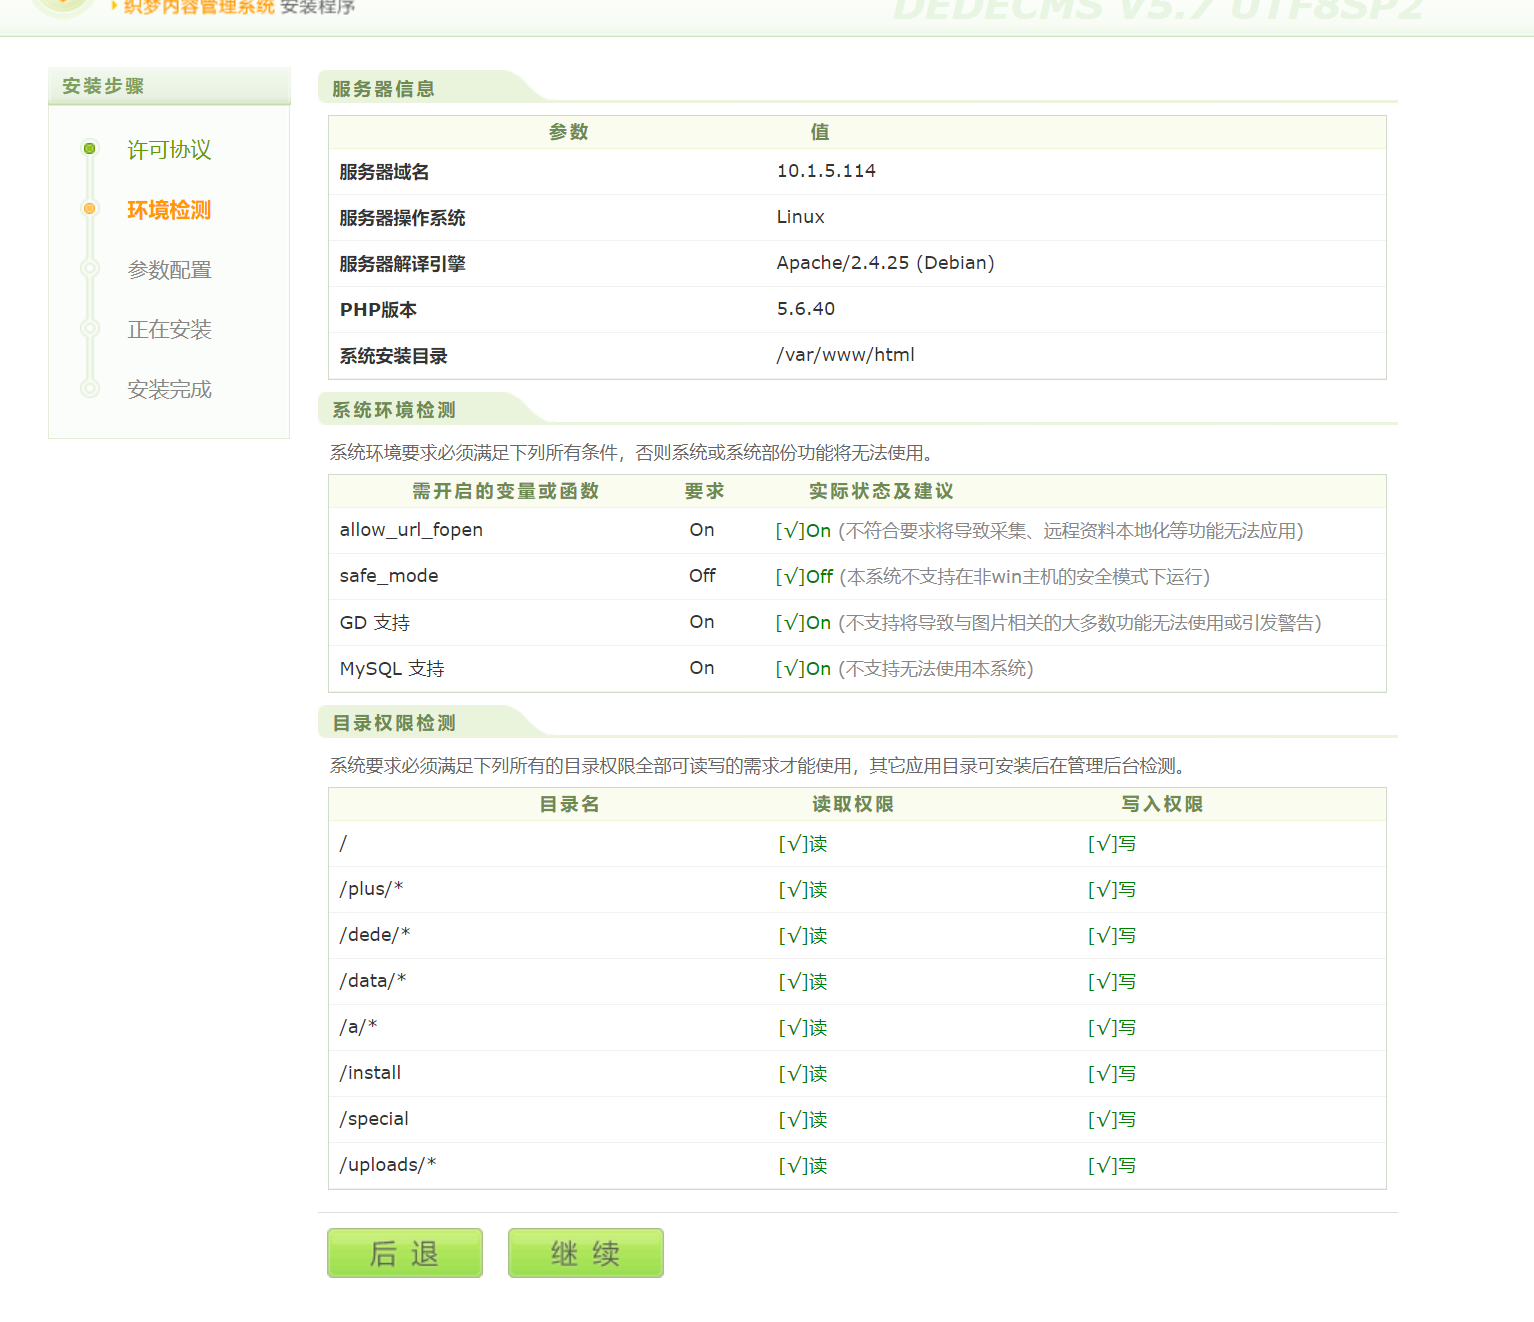 织梦内容管理系统 安装程序
DEDECMS V5.7 UTF8SP2
安装步骤
许可协议
环境检测
参数配置
正在安装
安装完成
服务器信息
参数 值
服务器域名 10.1.5.114
服务器操作系统 Linux
服务器解译引擎 Apache/2.4.25 (Debian)
PHP版本 5.6.40
系统安装目录 /var/www/html
系统环境检测
系统环境要求必须满足下列所有条件，否则系统或系统部份功能将无法使用。
需开启的变量或函数 要求 实际状态及建议
allow_url_fopen On [√]On (不符合要求将导致采集、远程资料本地化等功能无法应用)
safe_mode Off [√]Off (本系统不支持在非win主机的安全模式下运行)
GD 支持 On [√]On (不支持将导致与图片相关的大多数功能无法使用或引发警告)
MySQL 支持 On [√]On (不支持无法使用本系统)
目录权限检测
系统要求必须满足下列所有的目录权限全部可读写的需求才能使用，其它应用目录可安装后在管理后台检测。
目录名 读取权限 写入权限
/ [√]读 [√]写
/plus/* [√]读 [√]写
/dede/* [√]读 [√]写
/data/* [√]读 [√]写
/a/* [√]读 [√]写
/install [√]读 [√]写
/special [√]读 [√]写
/uploads/* [√]读 [√]写
后退 继续